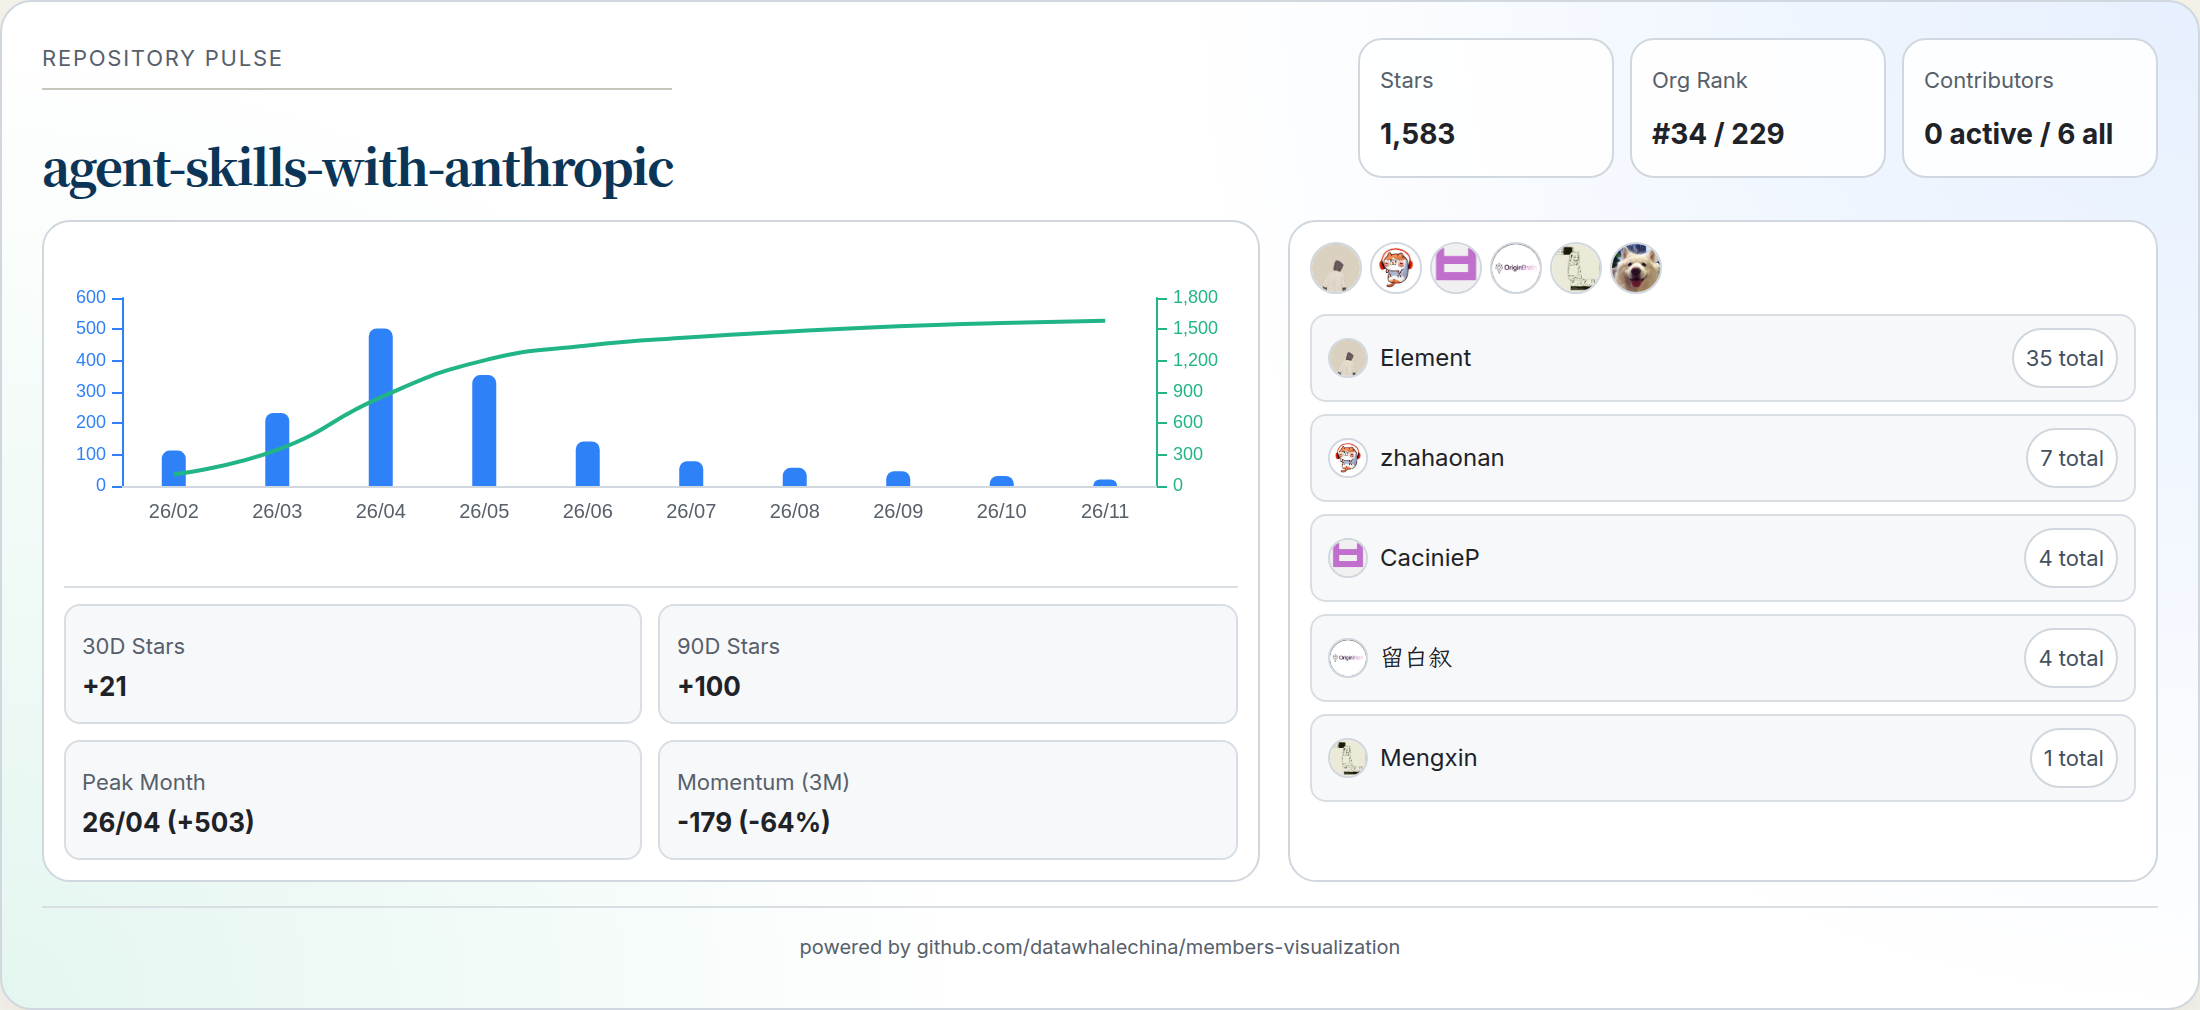 REPOSITORY PULSE
agent-skills-with-anthropic
Stars
1,583
Org Rank
#34 / 229
Contributors
0 active / 6 all
600
500
400
300
200
100
0
1,800
1,500
1,200
900
600
300
0
26/02 26/03 26/04 26/05 26/06 26/07 26/08 26/09 26/10 26/11
30D Stars
+21
90D Stars
+100
Peak Month
26/04 (+503)
Momentum (3M)
-179 (-64%)
Element
35 total
zhahaonan
7 total
CacinieP
4 total
留白叙
4 total
Mengxin
1 total
powered by github.com/datawhalechina/members-visualization